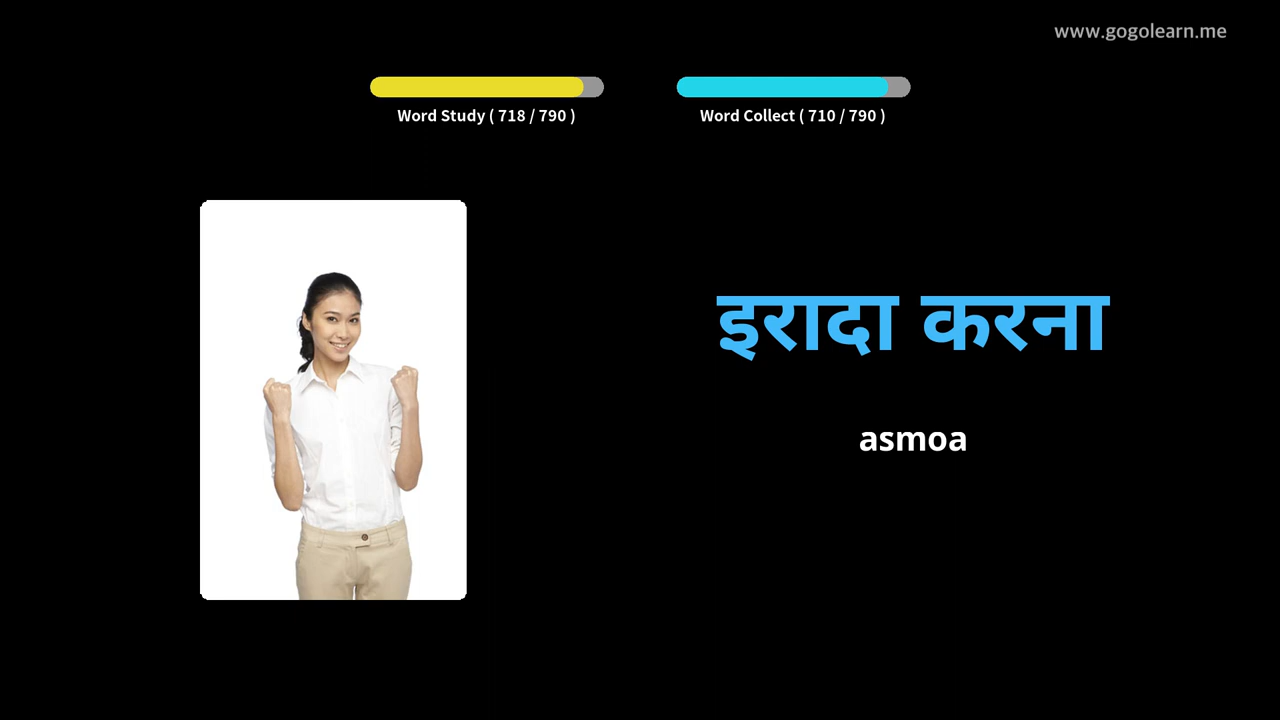 www.gogolearn.me
Word Study ( 718 / 790 )
Word Collect ( 710 / 790 )
इरादा करना
asmoa